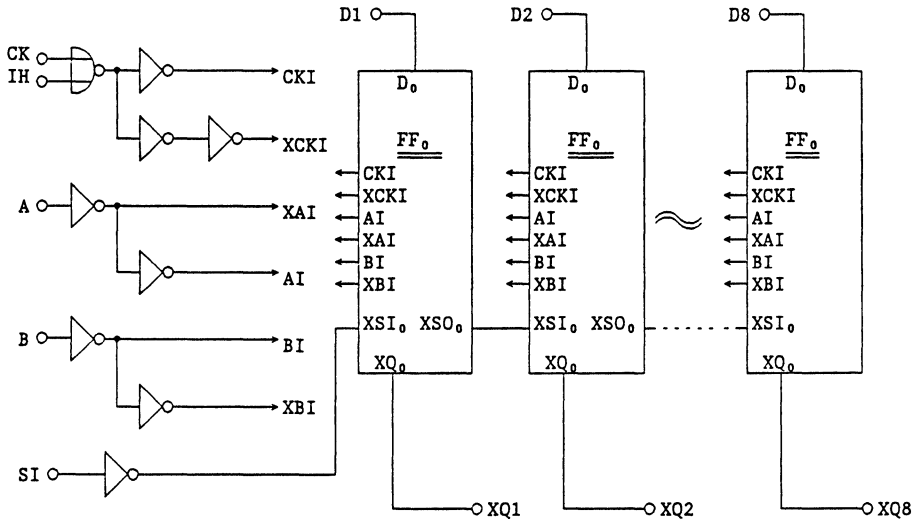 D1
D2
D8
CK
IH
CKI
XCKI
A
XAI
AI
B
BI
XBI
SI
D₀
FF₀
CKI
XCKI
AI
XAI
BI
XBI
XSI₀ XSO₀
XQ₀
D₀
FF₀
CKI
XCKI
AI
XAI
BI
XBI
XSI₀ XSO₀
XQ₀
D₀
FF₀
CKI
XCKI
AI
XAI
BI
XBI
XSI₀
XQ₀
XQ1
XQ2
XQ8